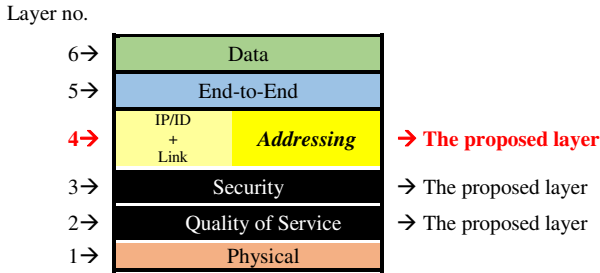 Layer no.
6→ Data
5→ End-to-End
4→ IP/ID
+
Link
Addressing → The proposed layer
3→ Security → The proposed layer
2→ Quality of Service → The proposed layer
1→ Physical